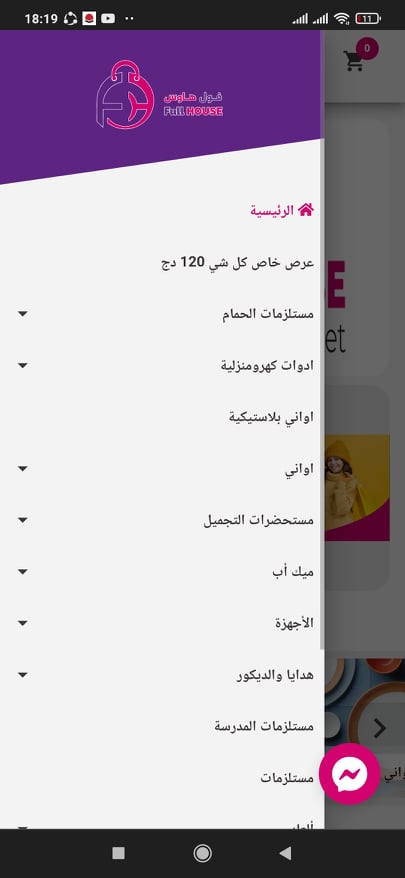 18:19
11
0
فول هاوس
Full HOUSE
الرئيسية
عرض خاص كل شي 120 دج
مستلزمات الحمام
ادوات كهرومنزلية
اواني بلاستيكية
اواني
مستحضرات التجميل
ميك أب
الأجهزة
هدايا والديكور
مستلزمات المدرسة
مستلزمات
E
et